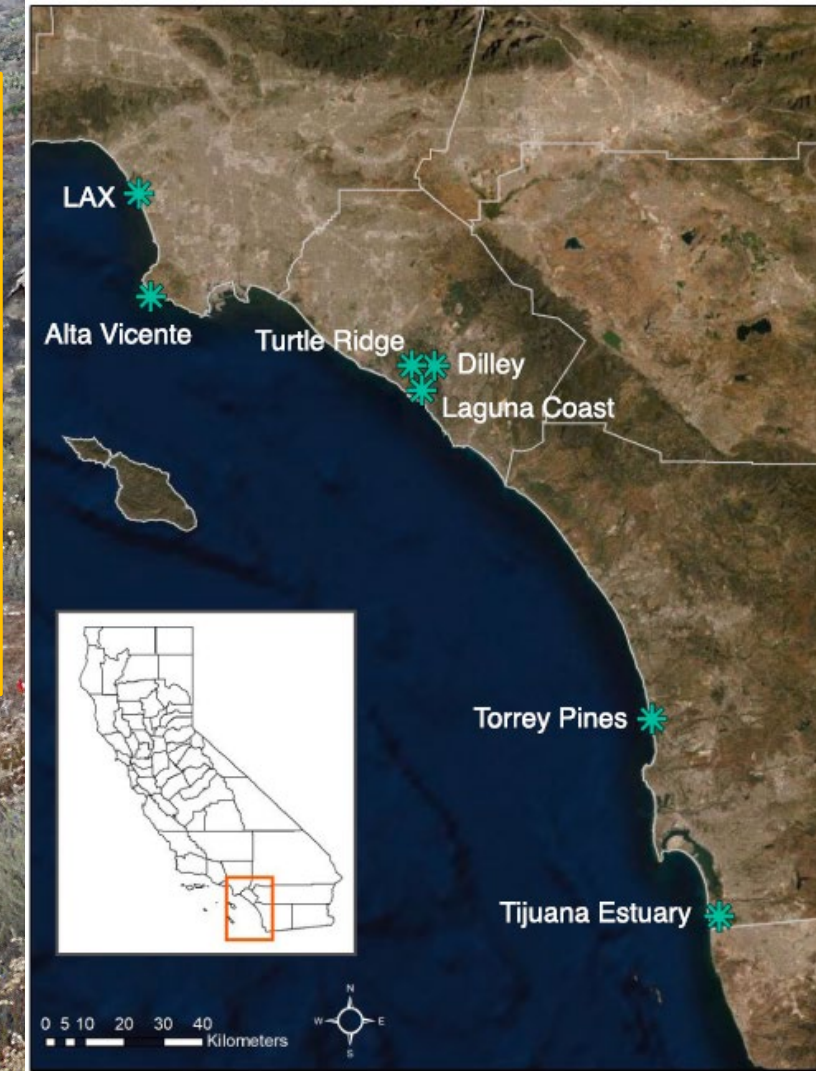 LAX
Alta Vicente
Turtle Ridge
Dilley
Laguna Coast
Torrey Pines
Tijuana Estuary
N
W E
S
0 5 10 20 30 40
Kilometers